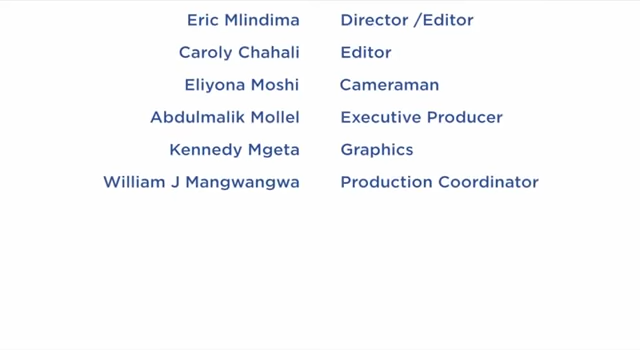 Eric Mlindima Director /Editor
Caroly Chahali Editor
Eliyona Moshi Cameraman
Abdulmalik Mollel Executive Producer
Kennedy Mgeta Graphics
William J Mangwangwa Production Coordinator